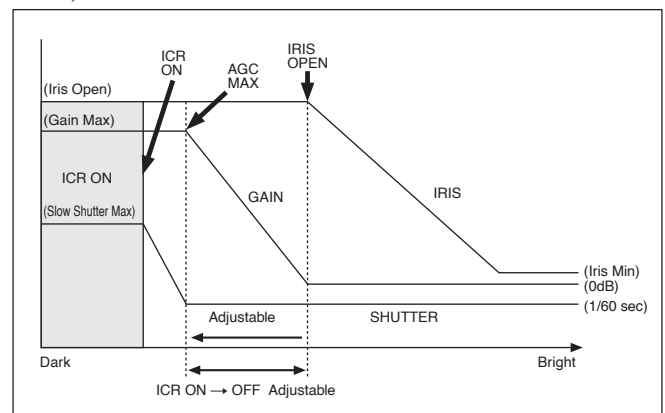 ICR
ON
AGC
MAX
IRIS
OPEN
(Iris Open)
(Gain Max)
ICR ON
(Slow Shutter Max)
GAIN
IRIS
(Iris Min)
(0dB)
(1/60 sec)
Adjustable
SHUTTER
Dark
Bright
ICR ON → OFF Adjustable